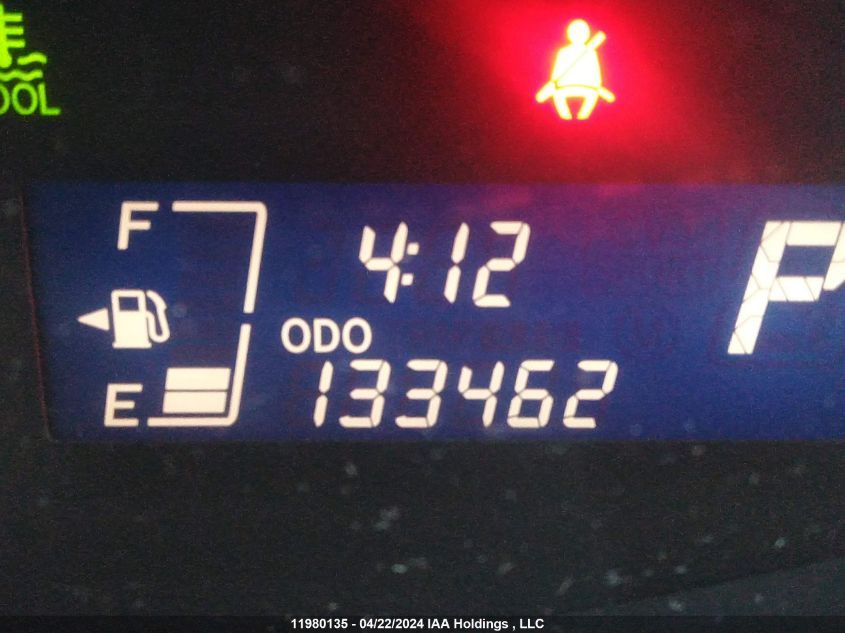 OOL
F
4:12
P
ODO
133462
E
11980135 - 04/22/2024 IAA Holdings , LLC